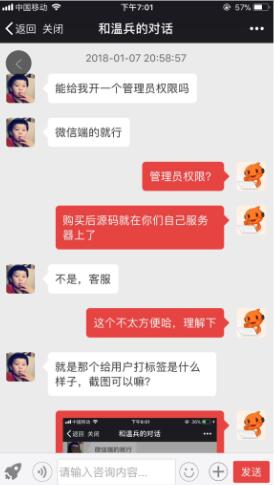 中国移动 下午7:01 57%
返回 关闭 和温兵的对话
2018-01-07 20:58:57
能给我开一个管理员权限吗
微信端的就行
管理员权限?
购买后源码就在你们自己服务
器上了
不是，客服
这个不太方便哈，理解下
就是那个给用户打标签是什么
样子，截图可以嘛?
中国移动 下午7:01
返回 关闭 和温兵的对话
微信端的就行
请输入咨询内容...
发送